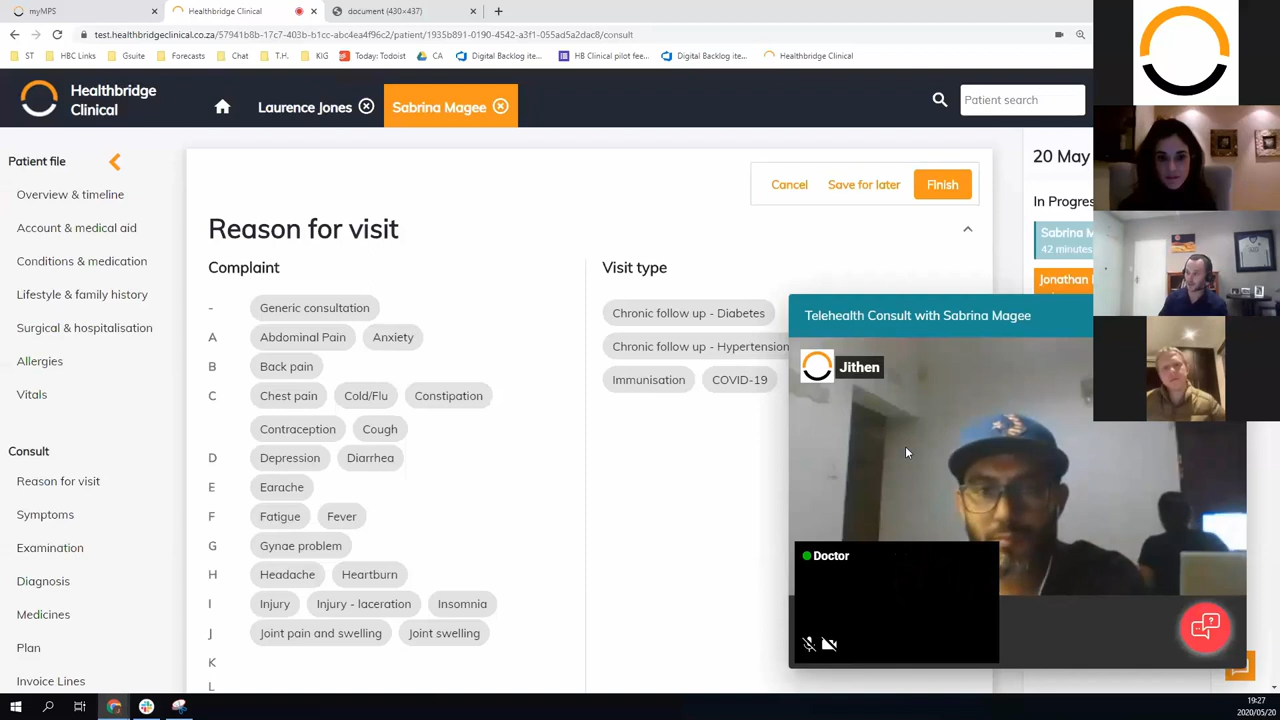 myMPS
Healthbridge Clinical
document (430×437)
test.healthbridgeclinical.co.za/57941b8b-17c7-403b-b1cc-abc4ea4f96c2/patient/1935b891-0190-4542-a3f1-055ad5a2dac8/consult
ST HBC Links Gsuite Forecasts Chat T.H. KIG Today: Todoist CA Digital Backlog ite... HB Clinical pilot fee... Digital Backlog ite... Healthbridge Clinical
Healthbridge
Clinical
Laurence Jones
Sabrina Magee
Patient search
Patient file
Overview & timeline
Account & medical aid
Conditions & medication
Lifestyle & family history
Surgical & hospitalisation
Allergies
Vitals
Consult
Reason for visit
Symptoms
Examination
Diagnosis
Medicines
Plan
Invoice Lines
Cancel Save for later Finish
Reason for visit
Complaint
- Generic consultation
A Abdominal Pain Anxiety
B Back pain
C Chest pain Cold/Flu Constipation
Contraception Cough
D Depression Diarrhea
E Earache
F Fatigue Fever
G Gynae problem
H Headache Heartburn
I Injury Injury - laceration Insomnia
J Joint pain and swelling Joint swelling
K
L
Visit type
Chronic follow up - Diabetes
Chronic follow up - Hypertension
Immunisation COVID-19
20 May
In Progres
Sabrina M
42 minutes
Jonathan
Telehealth Consult with Sabrina Magee
Jithen
Doctor
19:27
2020/05/20